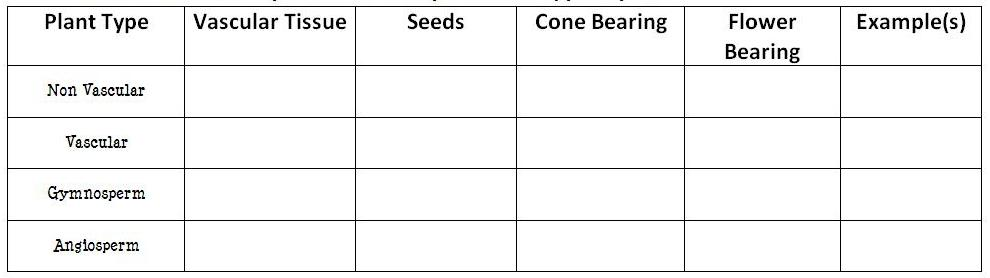 Plant Type Vascular Tissue Seeds Cone Bearing Flower Bearing Example(s)
Non Vascular
Vascular
Gymnosperm
Angiosperm